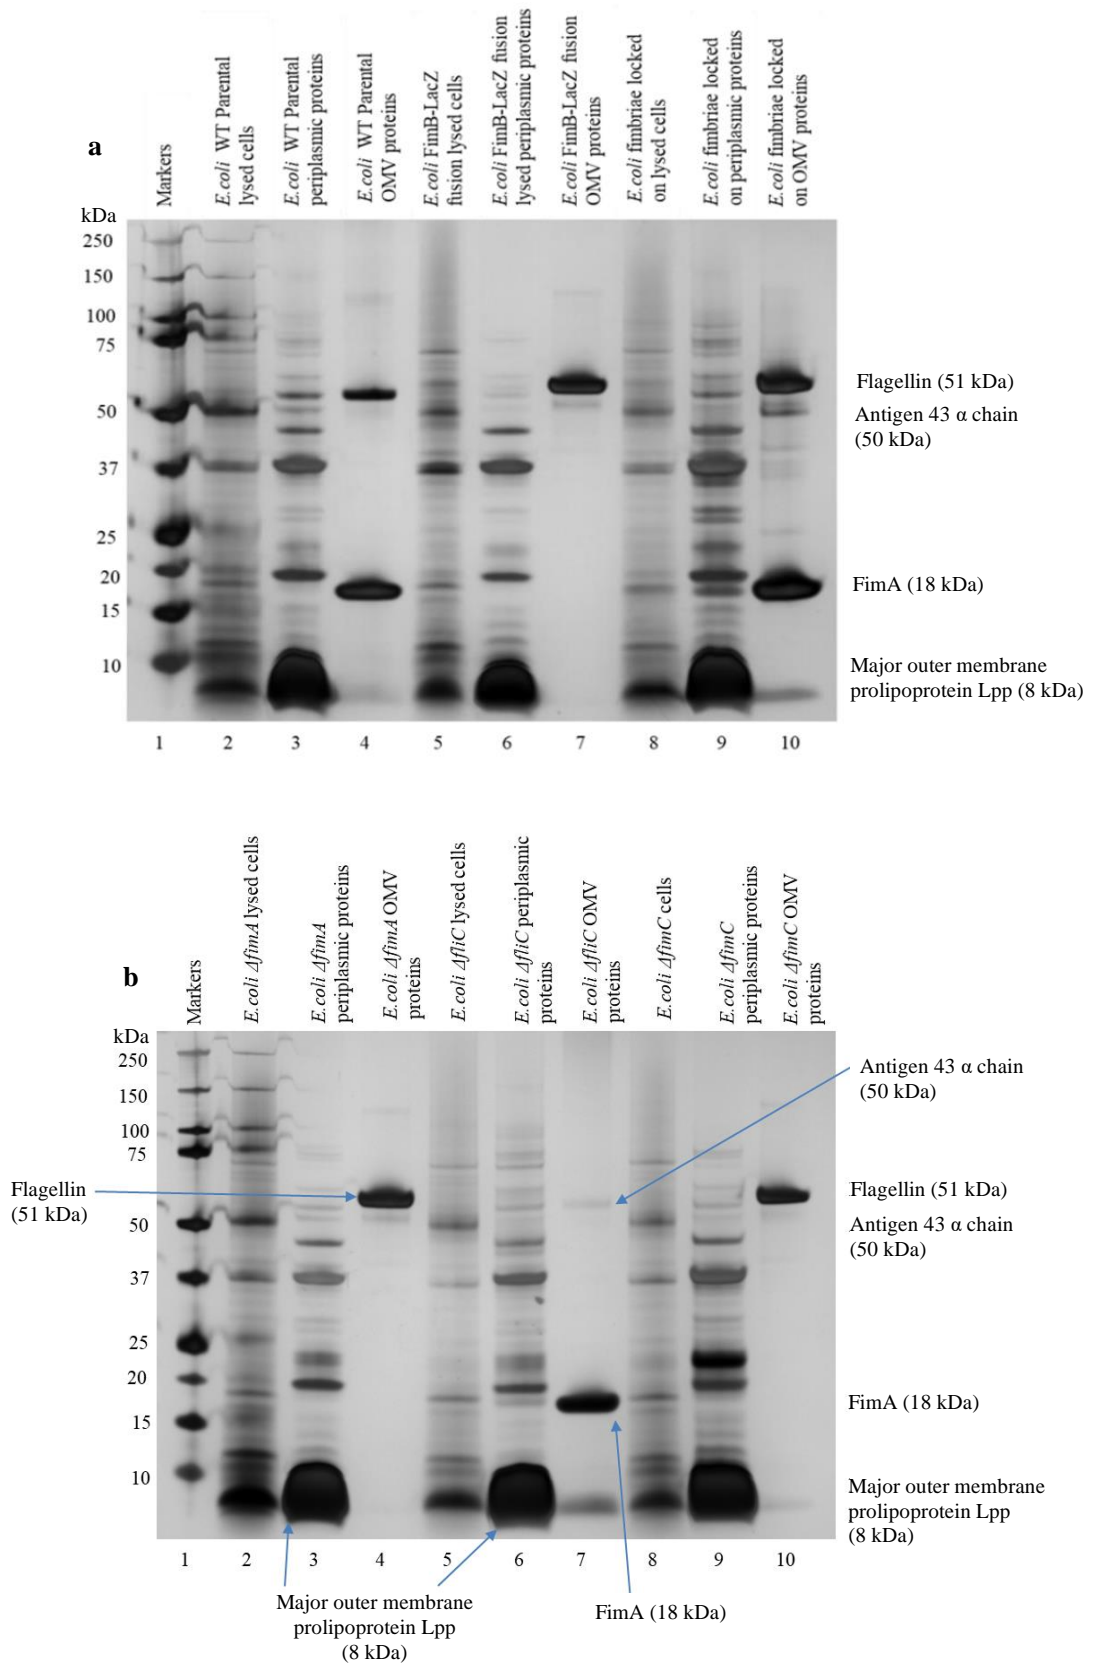 a
Markers
E.coli WT Parental
lysed cells
E.coli WT Parental
periplasmic proteins
E.coli WT Parental
OMV proteins
E.coli FimB-LacZ
fusion lysed cells
E.coli FimB-LacZ fusion
lysed periplasmic proteins
E.coli FimB-LacZ fusion
OMV proteins
E.coli fimbriae locked
on lysed cells
E.coli fimbriae locked
on periplasmic proteins
E.coli fimbriae locked
on OMV proteins
kDa
250
150
100
75
50
37
25
20
15
10
Flagellin (51 kDa)
Antigen 43 α chain
(50 kDa)
FimA (18 kDa)
Major outer membrane
prolipoprotein Lpp (8 kDa)
1 2 3 4 5 6 7 8 9 10
b
Markers
E.coli ΔfimA lysed cells
E.coli ΔfimA
periplasmic proteins
E.coli ΔfimA OMV
proteins
E.coli ΔfliC lysed cells
E.coli ΔfliC periplasmic
proteins
E.coli ΔfliC OMV
proteins
E.coli ΔfimC cells
E.coli ΔfimC
periplasmic proteins
E.coli ΔfimC OMV
proteins
kDa
250
150
100
75
50
37
25
20
15
10
Flagellin
(51 kDa)
Antigen 43 α chain
(50 kDa)
Flagellin (51 kDa)
Antigen 43 α chain
(50 kDa)
FimA (18 kDa)
Major outer membrane
prolipoprotein Lpp
(8 kDa)
1 2 3 4 5 6 7 8 9 10
Major outer membrane
prolipoprotein Lpp
(8 kDa)
FimA (18 kDa)